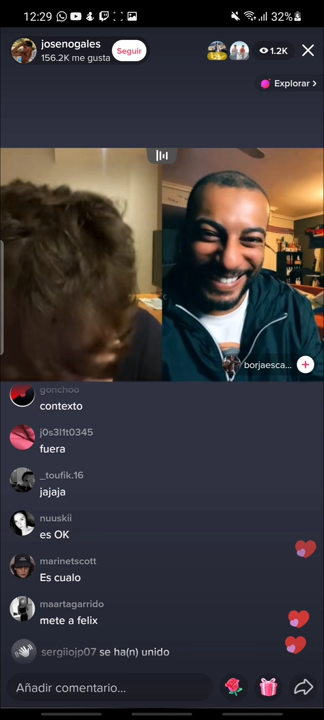 12:29
32%
josenogales
156.2K me gusta
Seguir
1.2K
Explorar
borjaesca...
gonchoo
contexto
j0s3l1t0345
fuera
_toufik.16
jajaja
nuuskii
es OK
marinetscott
Es cualo
maartagarrido
mete a felix
sergiiojp07 se ha(n) unido
Añadir comentario...